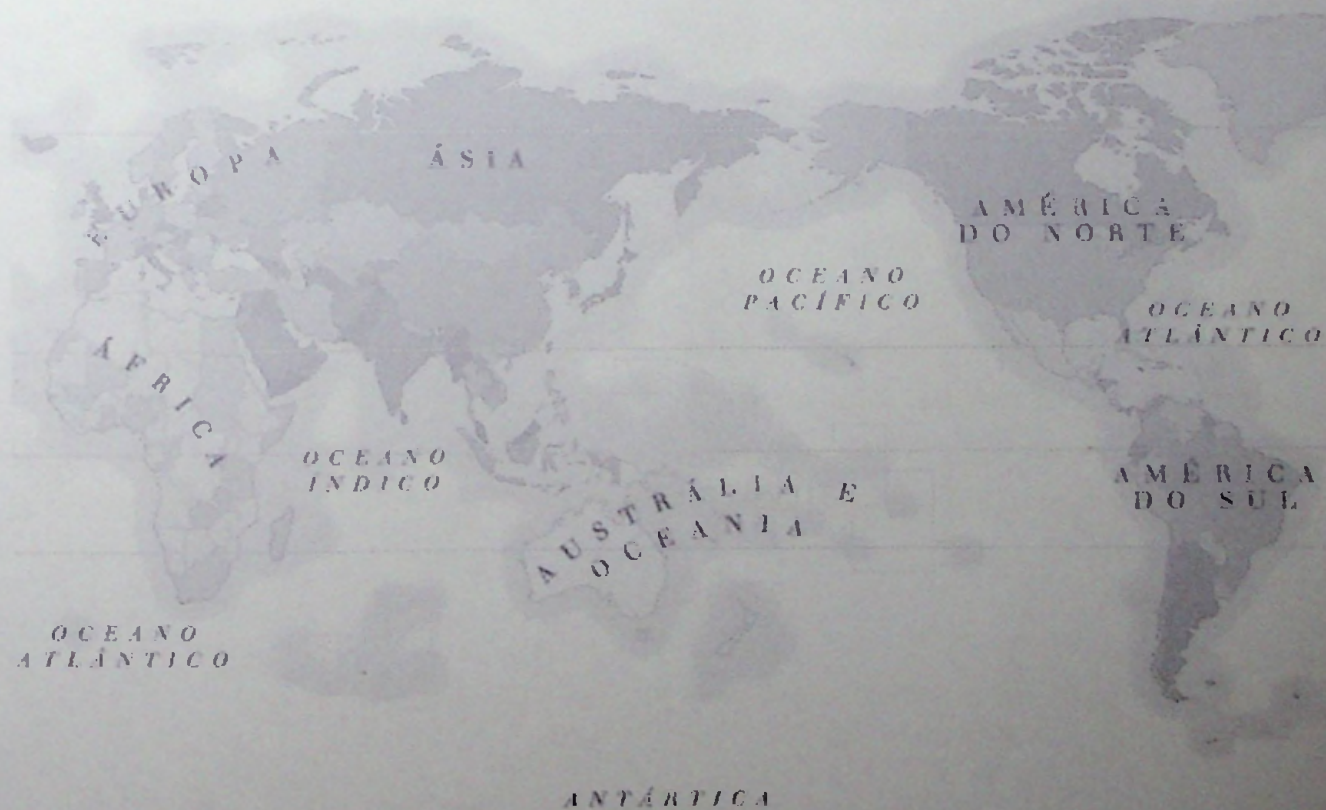 EUROPA
ÁSIA
AMÉRICA
DO NORTE
OCEANO
PACÍFICO
OCEANO
ATLÂNTICO
ÁFRICA
OCEANO
ÍNDICO
AUSTRÁLIA E
OCEANIA
AMÉRICA
DO SUL
OCEANO
ATLÂNTICO
ANTÁRTICA